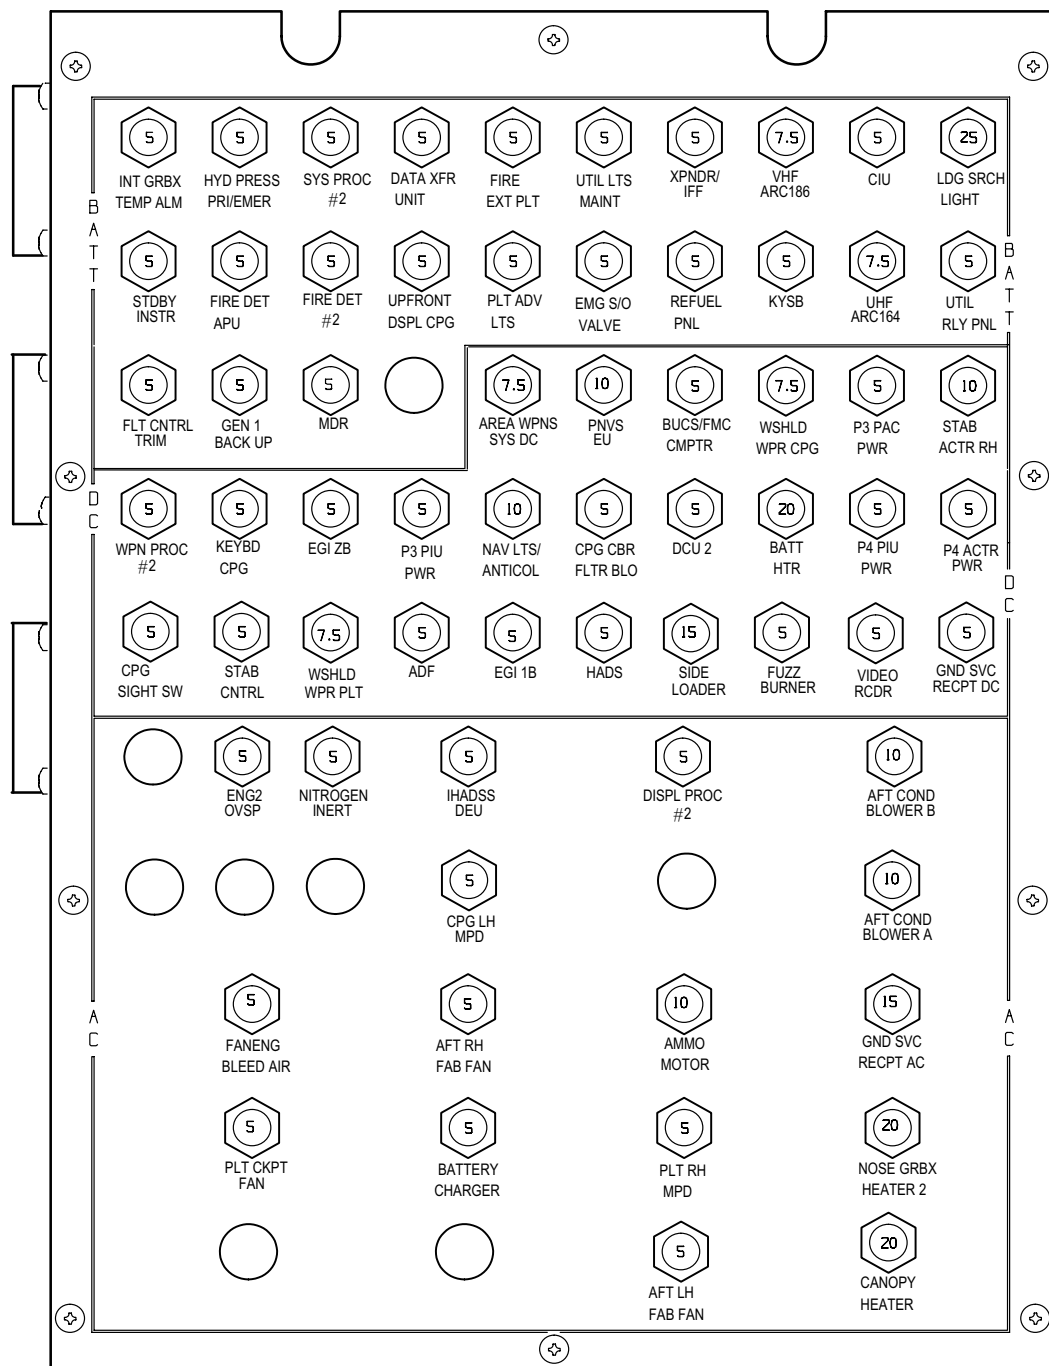 5 5 5 5 5 5 5 7.5 5 25
INT GRBX HYD PRESS SYS PROC DATA XFR FIRE UTIL LTS XPNDR/ VHF CIU LDG SRCH
TEMP ALM PRI/EMER #2 UNIT EXT PLT MAINT IFF ARC186 LIGHT
BATT
BATT
5 5 5 5 5 5 5 5 7.5 5
STDBY FIRE DET FIRE DET UPFRONT PLT ADV EMG S/O REFUEL KYSB UHF UTIL
INSTR APU #2 DSPL CPG LTS VALVE PNL ARC164 RLY PNL
5 5 5 7.5 10 5 7.5 5 10
FLT CNTRL GEN 1 MDR AREA WPNS PNVS BUCS/FMC WSHLD P3 PAC STAB
TRIM BACK UP SYS DC EU CMPTR WPR CPG PWR ACTR RH
DC
5 5 5 5 10 5 5 20 5 5
WPN PROC KEYBD EGI ZB P3 PIU NAV LTS/ CPG CBR DCU 2 BATT P4 PIU P4 ACTR
#2 CPG PWR ANTICOL FLTR BLO HTR PWR PWR
DC
5 5 7.5 5 5 5 15 5 5 5
CPG STAB WSHLD ADF EGI 1B HADS SIDE FUZZ VIDEO GND SVC
SIGHT SW CNTRL WPR PLT LOADER BURNER RCDR RECPT DC
5 5 5 5 10
ENG2 NITROGEN IHADSS DISPL PROC AFT COND
OVSP INERT DEU #2 BLOWER B
5 10
CPG LH AFT COND
MPD BLOWER A
5 5 10 15
AC
AC
FANENG AFT RH AMMO GND SVC
BLEED AIR FAB FAN MOTOR RECPT AC
5 5 5 20
PLT CKPT BATTERY PLT RH NOSE GRBX
FAN CHARGER MPD HEATER 2
5 20
AFT LH CANOPY
FAB FAN HEATER